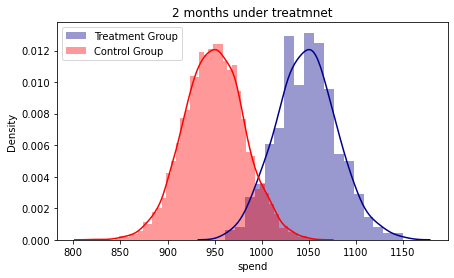 2 months under treatmnet
Treatment Group
Control Group
Density
0.012
0.010
0.008
0.006
0.004
0.002
0.000
800 850 900 950 1000 1050 1100 1150
spend